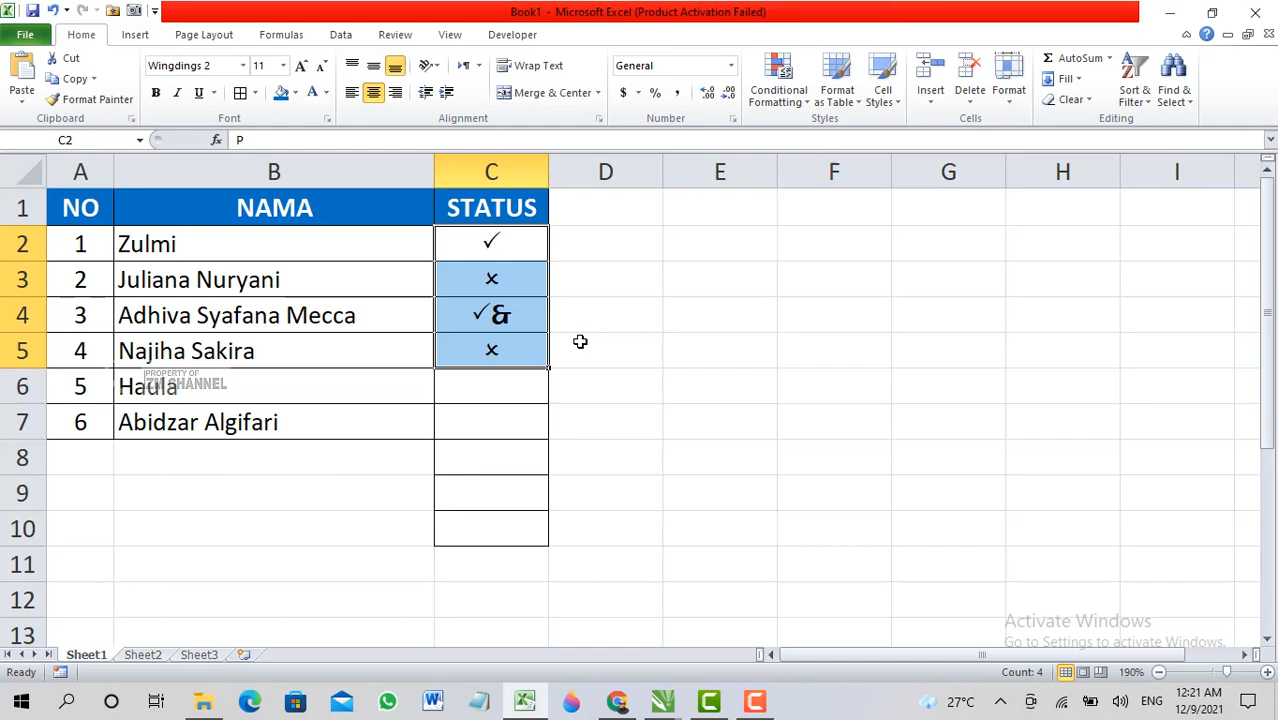 Book1 - Microsoft Excel (Product Activation Failed)
File Home Insert Page Layout Formulas Data Review View Developer
Paste
Cut
Copy
Format Painter
Clipboard
Wingdings 2 11
B I U
Font
Wrap Text
Merge & Center
Alignment
General
$ % ,
Number
Conditional Formatting
Format as Table
Cell Styles
Styles
Insert Delete Format
Cells
Σ AutoSum
Fill
Clear
Sort & Filter
Find & Select
Editing
C2 fx P
A B C D E F G H I
1 NO NAMA STATUS
2 1 Zulmi ✓
3 2 Juliana Nuryani ×
4 3 Adhiva Syafana Mecca ✓&
5 4 Najiha Sakira ×
PROPERTY OF
ZM CHANNEL
6 5 Haula
7 6 Abidzar Algifari
8
9
10
11
12
13
Activate Windows
Go to Settings to activate Windows.
Sheet1 Sheet2 Sheet3
Ready Count: 4 190%
27°C ENG 12:21 AM
12/9/2021